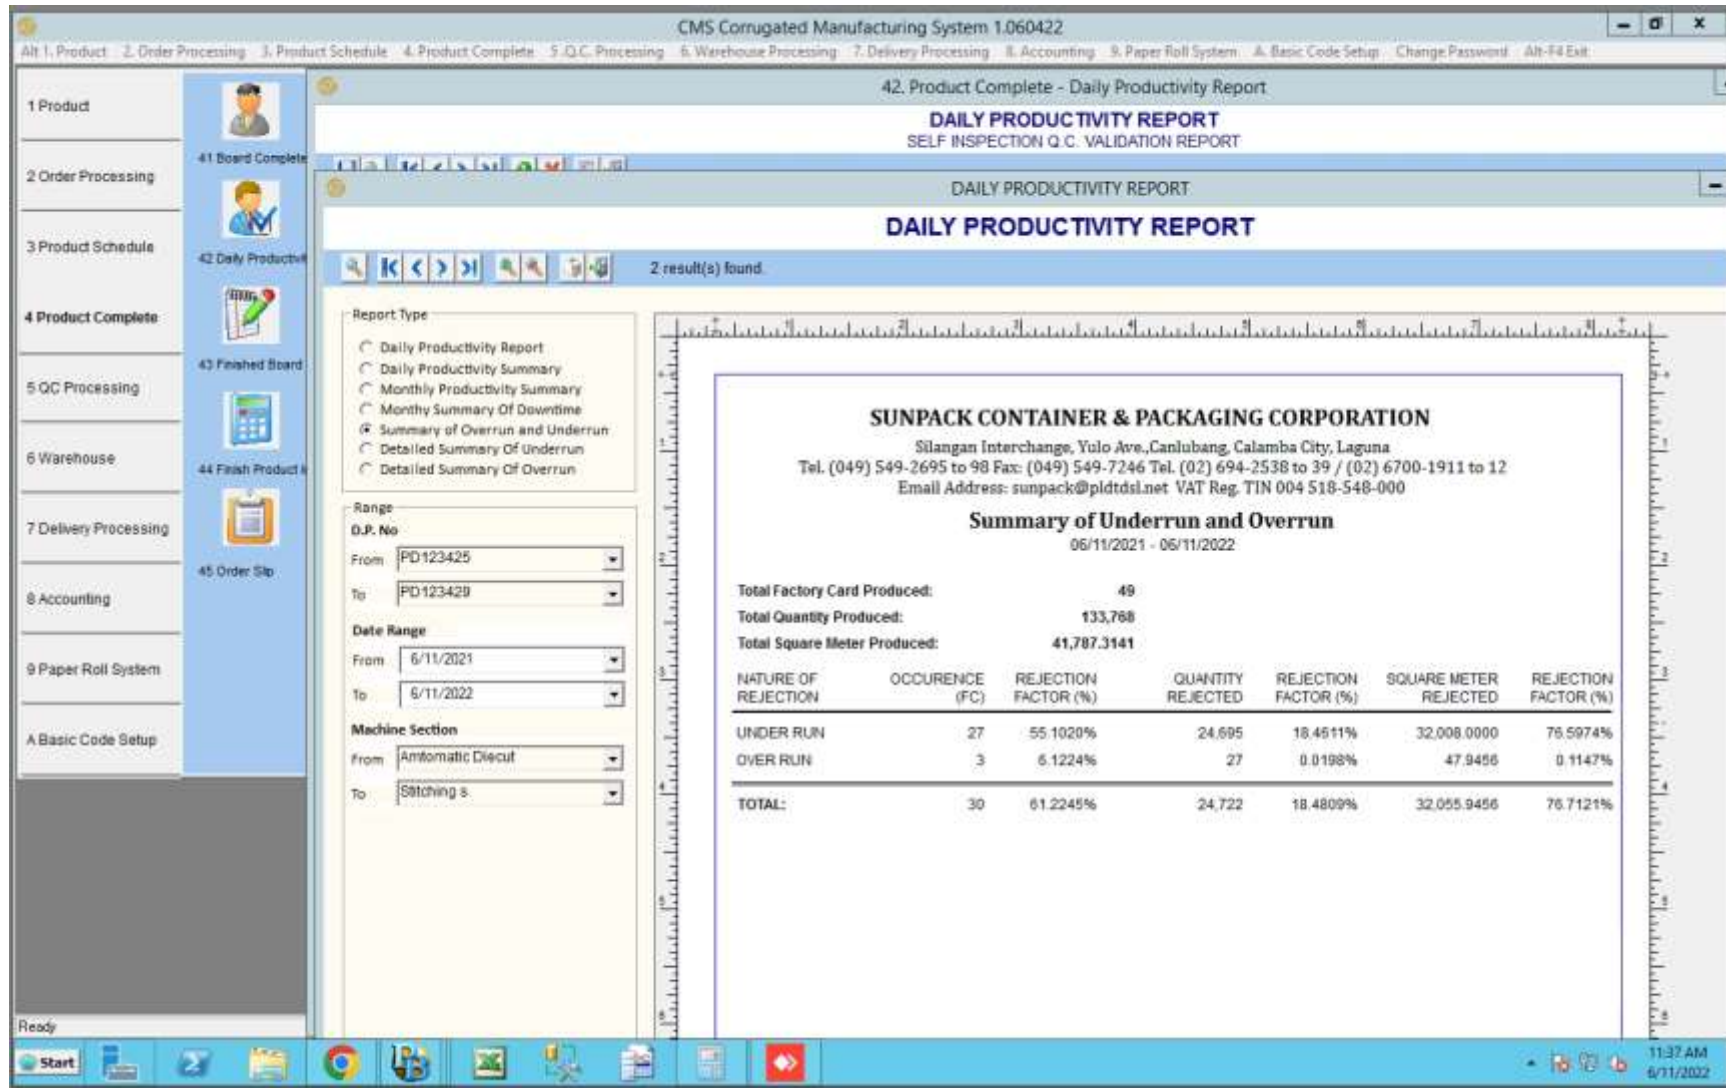 CMS Corrugated Manufacturing System 1.060422
Alt 1. Product 2. Order Processing 3. Product Schedule 4. Product Complete 5. Q.C. Processing 6. Warehouse Processing 7. Delivery Processing 8. Accounting 9. Paper Roll System A. Basic Code Setup Change Password Alt-F4 Exit
1 Product
2 Order Processing
3 Product Schedule
4 Product Complete
5 QC Processing
6 Warehouse
7 Delivery Processing
8 Accounting
9 Paper Roll System
A Basic Code Setup
41 Board Complete
42 Daily Productivit
43 Finished Board
44 Finish Product I
45 Order Slip
42. Product Complete - Daily Productivity Report
DAILY PRODUCTIVITY REPORT
SELF INSPECTION Q.C. VALIDATION REPORT
DAILY PRODUCTIVITY REPORT
DAILY PRODUCTIVITY REPORT
2 result(s) found.
Report Type
Daily Productivity Report
Daily Productivity Summary
Monthly Productivity Summary
Monthy Summary Of Downtime
Summary of Overrun and Underrun
Detailed Summary Of Underrun
Detailed Summary Of Overrun
Range
D.P. No
From PD123425
To PD123429
Date Range
From 6/11/2021
To 6/11/2022
Machine Section
From Amtomatic Diecut
To Stitching s
SUNPACK CONTAINER & PACKAGING CORPORATION
Silangan Interchange, Yulo Ave.,Canlubang, Calamba City, Laguna
Tel. (049) 549-2695 to 98 Fax: (049) 549-7246 Tel. (02) 694-2538 to 39 / (02) 6700-1911 to 12
Email Address: sunpack@pldtdsl.net VAT Reg. TIN 004 518-548-000
Summary of Underrun and Overrun
06/11/2021 - 06/11/2022
Total Factory Card Produced: 49
Total Quantity Produced: 133,768
Total Square Meter Produced: 41,787.3141
NATURE OF OCCURENCE REJECTION QUANTITY REJECTION SQUARE METER REJECTION
REJECTION (FC) FACTOR (%) REJECTED FACTOR (%) REJECTED FACTOR (%)
UNDER RUN 27 55.1020% 24,695 18.4611% 32,008.0000 76.5974%
OVER RUN 3 6.1224% 27 0.0198% 47.9456 0.1147%
TOTAL: 30 61.2245% 24,722 18.4809% 32,055.9456 76.7121%
Ready
Start
11:37 AM
6/11/2022